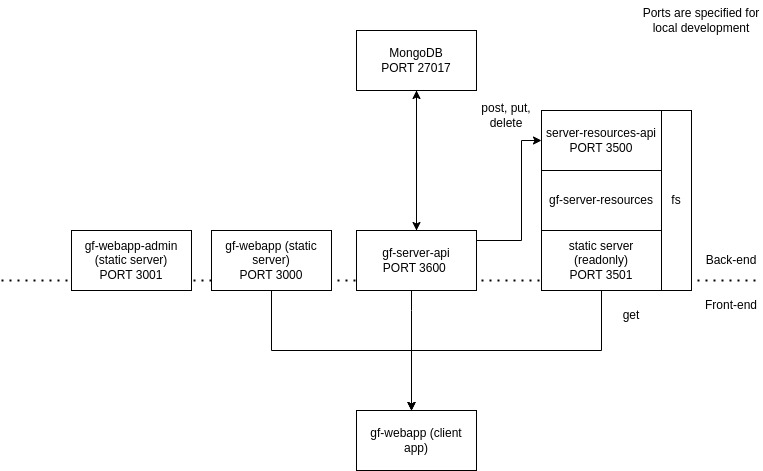 Ports are specified for
local development
MongoDB
PORT 27017
post, put,
delete
server-resources-api
PORT 3500
gf-server-resources
fs
static server
(readonly)
PORT 3501
gf-webapp-admin
(static server)
PORT 3001
gf-webapp (static
server)
PORT 3000
gf-server-api
PORT 3600
Back-end
Front-end
get
gf-webapp (client
app)